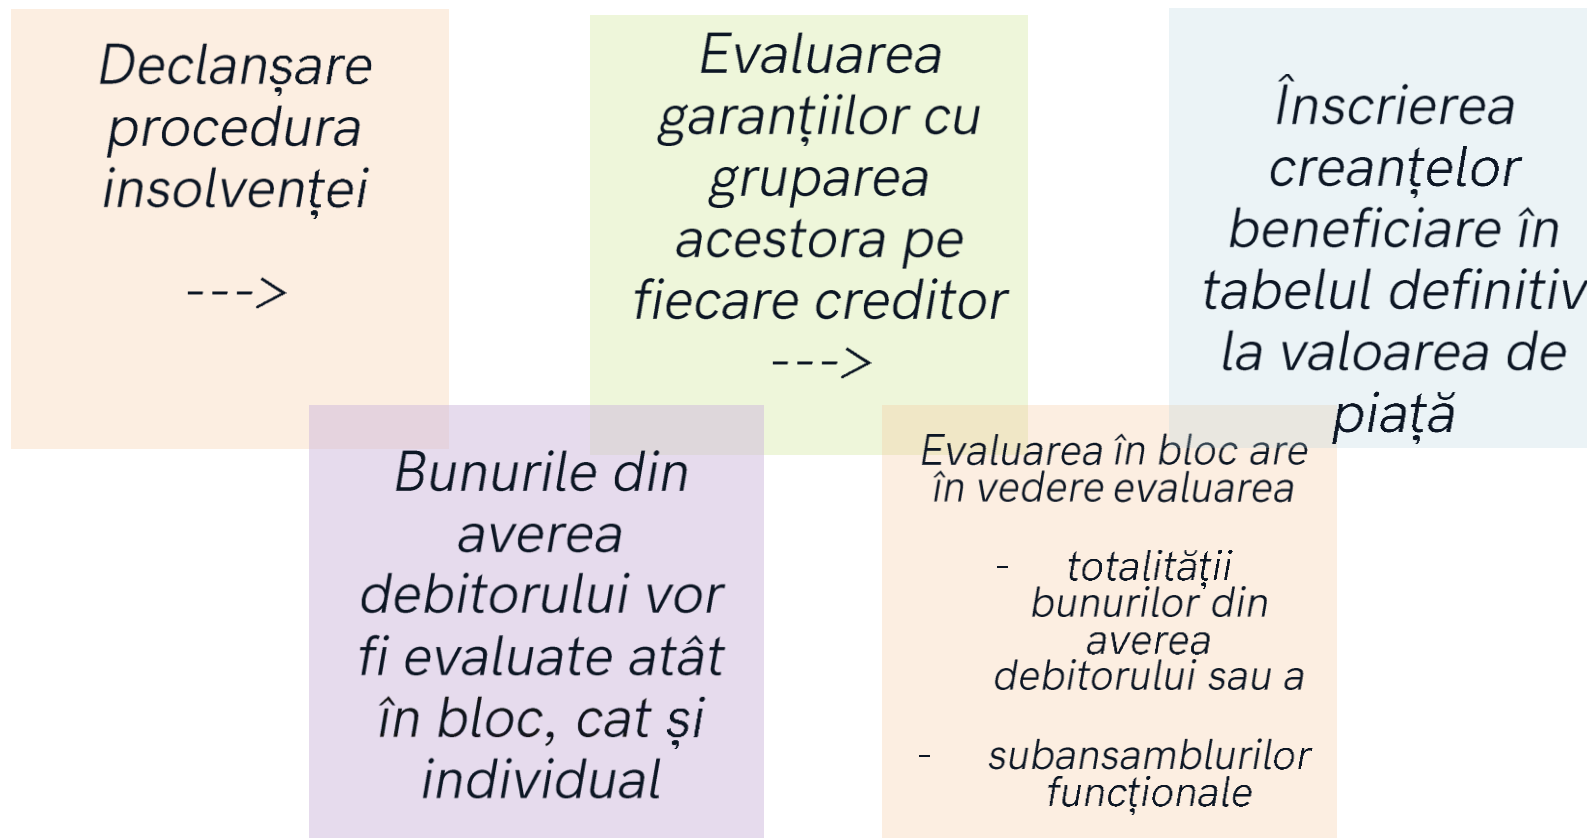 Declanșare
procedura
insolvenței
--->
Evaluarea
garanțiilor cu
gruparea
acestora pe
fiecare creditor
--->
Înscrierea
creanțelor
beneficiare în
tabelul definitiv
la valoarea de
piață
Bunurile din
averea
debitorului vor
fi evaluate atât
în bloc, cat și
individual
Evaluarea în bloc are
în vedere evaluarea
- totalității
bunurilor din
averea
debitorului sau a
- subansamblurilor
funcționale